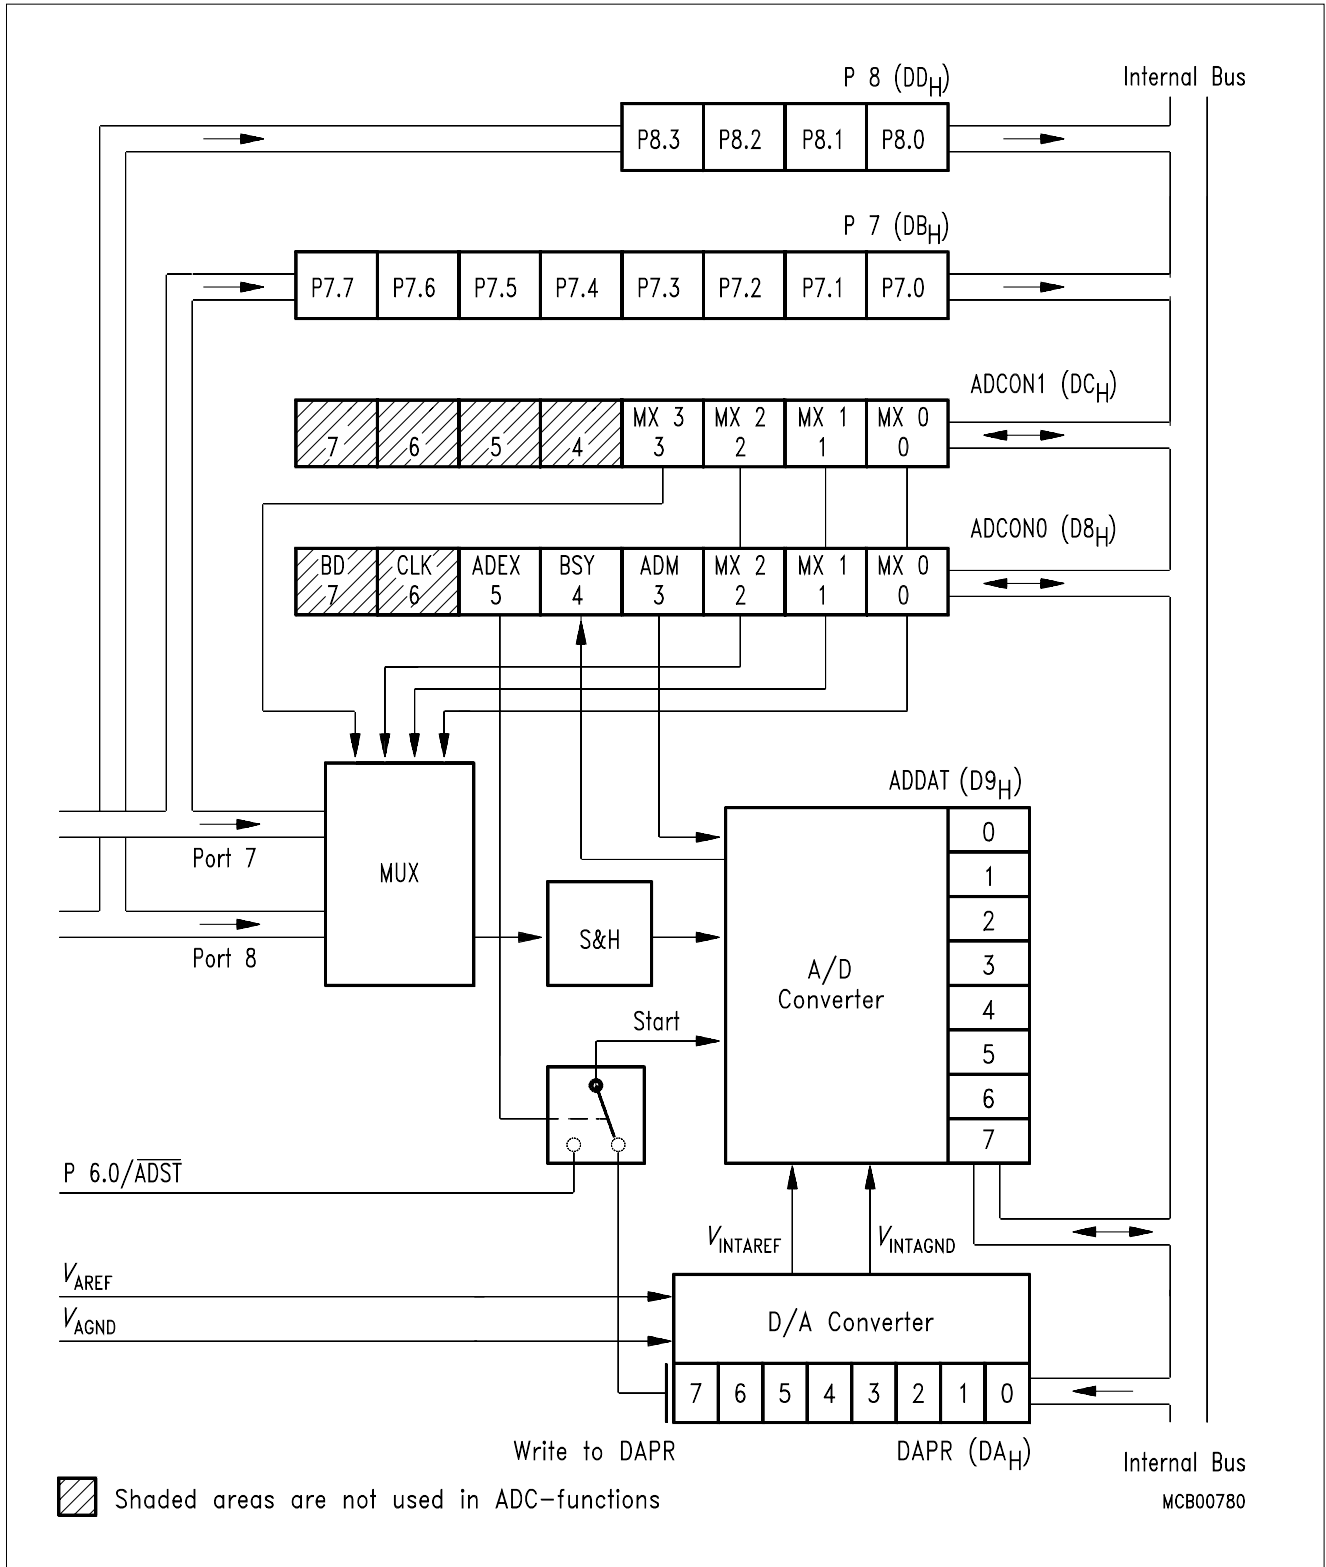 P 8 (DDH)
Internal Bus
P8.3 P8.2 P8.1 P8.0
P 7 (DBH)
P7.7 P7.6 P7.5 P7.4 P7.3 P7.2 P7.1 P7.0
ADCON1 (DCH)
MX 3 MX 2 MX 1 MX 0
7 6 5 4 3 2 1 0
ADCON0 (D8H)
BD CLK ADEX BSY ADM MX 2 MX 1 MX 0
7 6 5 4 3 2 1 0
ADDAT (D9H)
Port 7
MUX
Port 8
S&H
A/D
Converter
0
1
2
3
4
5
6
7
Start
P 6.0/A̅D̅S̅T̅
VINTAREF
VINTAGND
VAREF
VAGND
D/A Converter
7 6 5 4 3 2 1 0
Write to DAPR
DAPR (DAH)
Internal Bus
Shaded areas are not used in ADC-functions
MCB00780